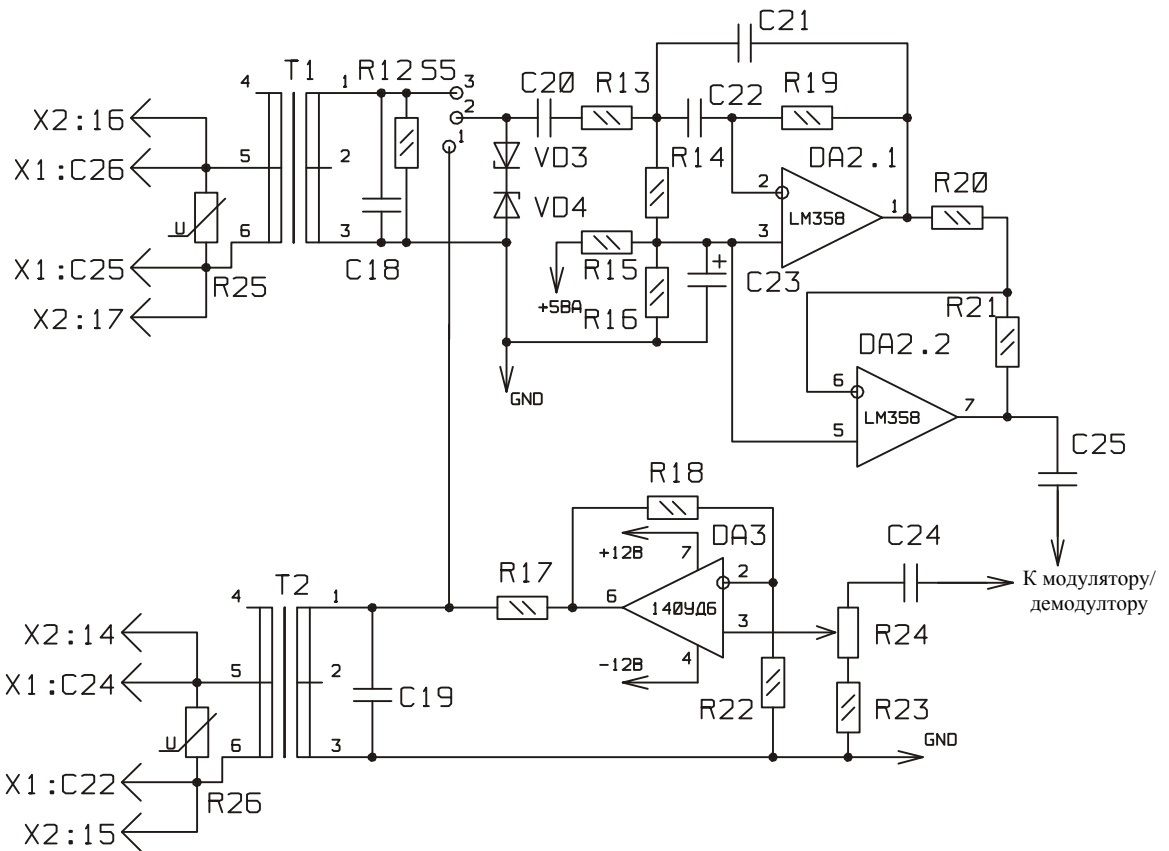 C21
4 T1 1 R12 S5 3 C20 R13 C22 R19
X2:16 2
1
X1:C26 5 2 VD3 R14 DA2.1
2 LM358 1 R20
U VD4 3
X1:C25 6 3 R15
R25 C18 + C23
X2:17 +5ВА R16 R21
DA2.2
GND 6 LM358 7
5 C25
R18
+12В 7 DA3 C24
T2 R17 2 К модулятору/
4 1 6 140УД6 демодултору
X2:14 3 R24
-12В 4
X1:C24 5 2 C19 R22 R23
U GND
6 3
X1:C22 R26
X2:15